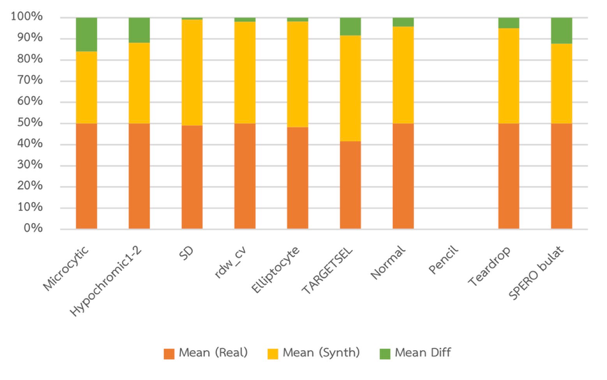 100%
90%
80%
70%
60%
50%
40%
30%
20%
10%
0%
Microcytic
Hypochromic1-2
SD
rdw_cv
Elliptocyte
TARGETSEL
Normal
Pencil
Teardrop
SPERO bulat
Mean (Real) Mean (Synth) Mean Diff